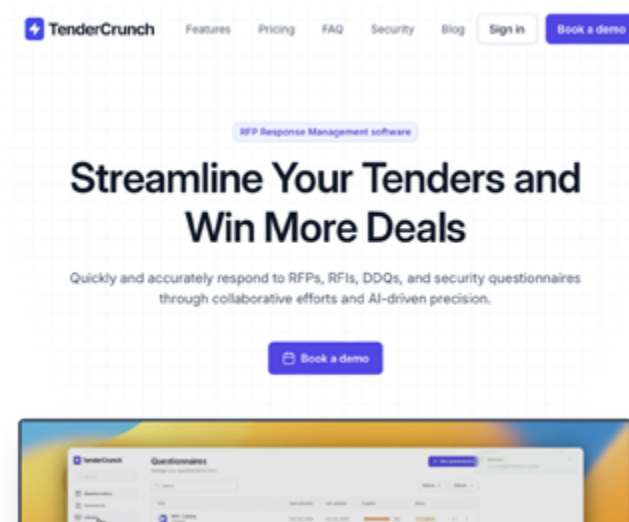 TenderCrunch Features Pricing FAQ Security Blog Sign in Book a demo
RFP Response Management software
Streamline Your Tenders and
Win More Deals
Quickly and accurately respond to RFPs, RFIs, DDQs, and security questionnaires
through collaborative efforts and AI-driven precision.
Book a demo
TenderCrunch Questionnaires
Search